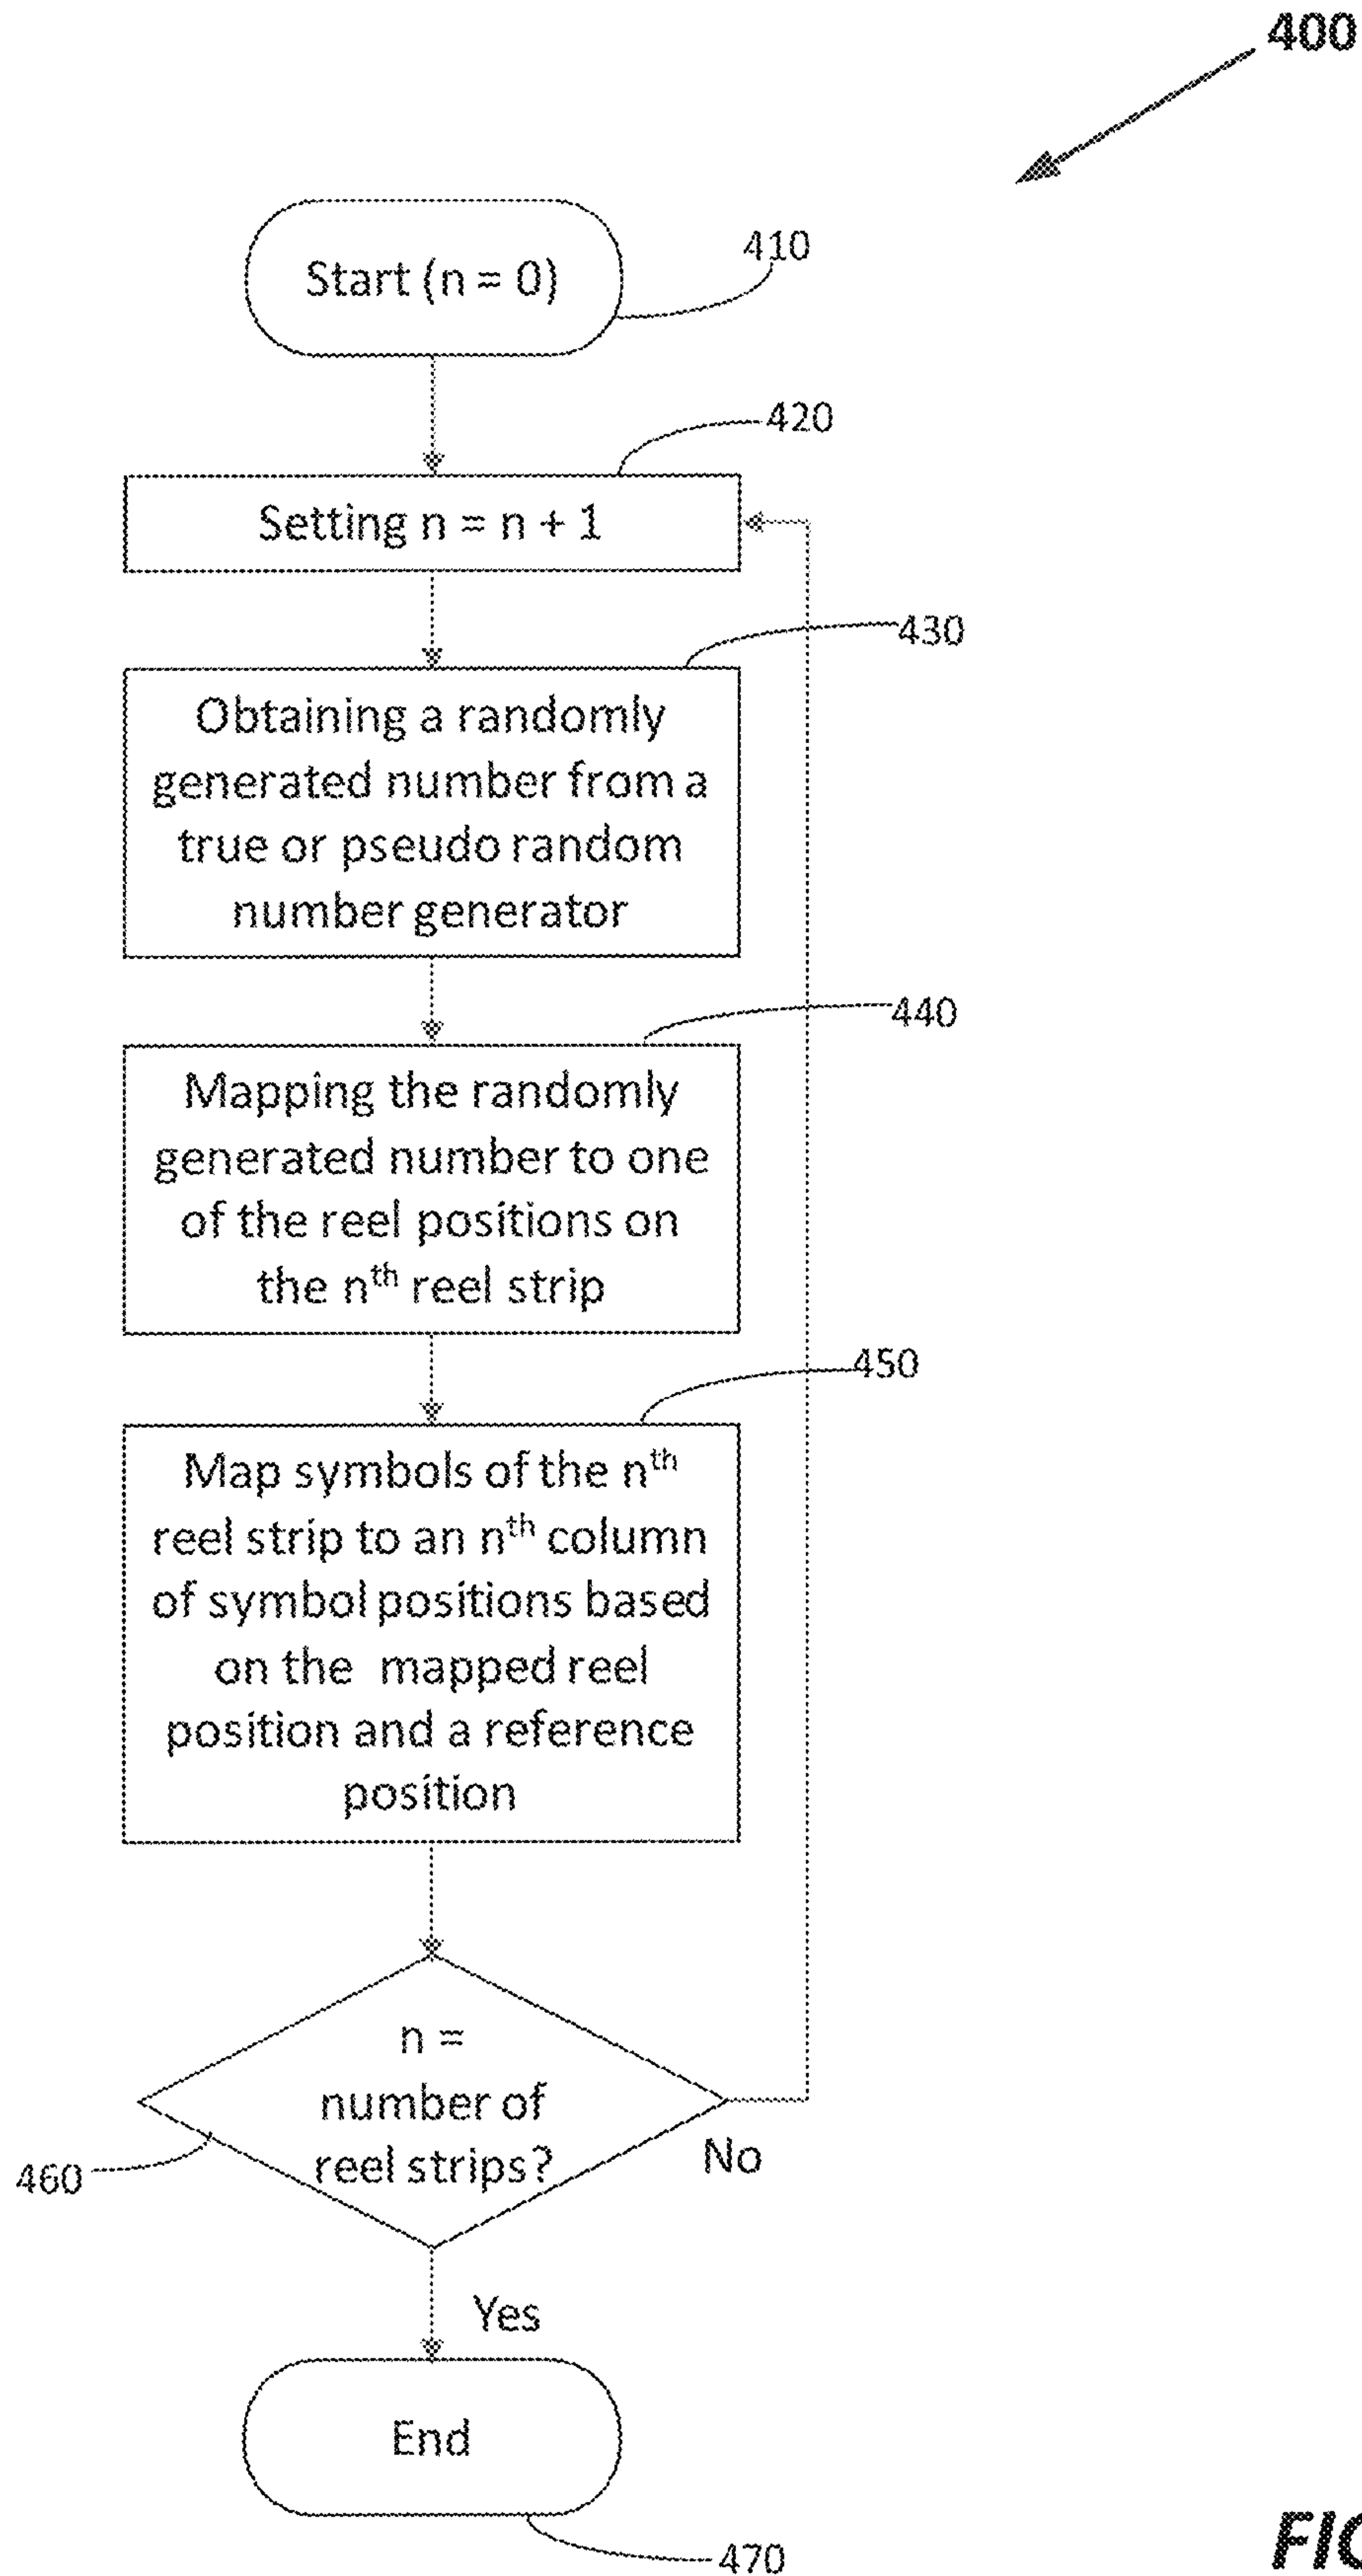 400
Start (n = 0)
410
420
Setting n = n + 1
430
Obtaining a randomly
generated number from a
true or pseudo random
number generator
440
Mapping the randomly
generated number to one
of the reel positions on
the nth reel strip
450
Map symbols of the nth
reel strip to an nth column
of symbol positions based
on the mapped reel
position and a reference
position
n =
number of
reel strips?
460
No
Yes
End
470